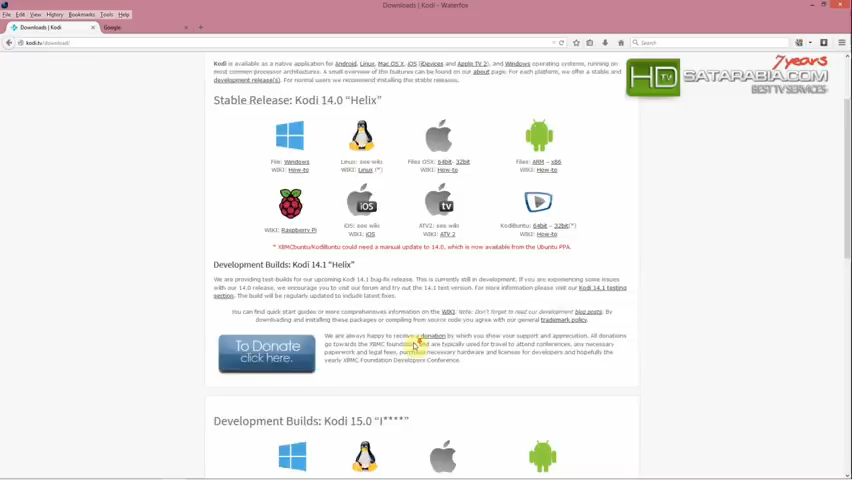 Downloads | Kodi - Waterfox
File Edit View History Bookmarks Tools Help
Downloads | Kodi
Google
kodi.tv/download/
Search
7years
HD TV
SATARABIA.COM
BEST TV SERVICES
Kodi is available as a native application for Android, Linux, Mac OS X, iOS (iDevices and Apple TV 2), and Windows operating systems, running on
most common processor architectures. A small overview of the features can be found on our about page. For each platform, we offer a stable and
development release(s). For normal users we recommend installing the stable releases.
Stable Release: Kodi 14.0 "Helix"
File: Windows
WIKI: How-to
Linux: see wiki
WIKI: Linux (*)
Files OSX: 64bit - 32bit
WIKI: How-to
Files: ARM - x86
WIKI: How-to
iOS
tv
WIKI: Raspberry Pi
iOS: see wiki
WIKI: iOS
ATV2: see wiki
WIKI: ATV 2
KodiBuntu: 64bit - 32bit(*)
WIKI: How-to
* XBMCbuntu/KodiBuntu could need a manual update to 14.0, which is now available from the Ubuntu PPA.
Development Builds: Kodi 14.1 "Helix"
We are providing test-builds for our upcoming Kodi 14.1 bug-fix release. This is currently still in development. If you are experiencing some issues
with our 14.0 release, we encourage you to visit our forum and try out the 14.1 test version. For more information please visit our Kodi 14.1 testing
section. The build will be regularly updated to include latest fixes.
You can find quick start guides or more comprehensives information on the WIKI. Note: Don't forget to read our development blog posts. By
downloading and installing these packages or compiling from source code you agree with our general trademark policy.
To Donate
click here.
We are always happy to receive a donation by which you show your support and appreciation. All donations
go towards the XBMC foundation and are typically used for travel to attend conferences, any necessary
paperwork and legal fees, purchase necessary hardware and licenses for developers and hopefully the
yearly XBMC Foundation Developers Conference.
Development Builds: Kodi 15.0 "I****"